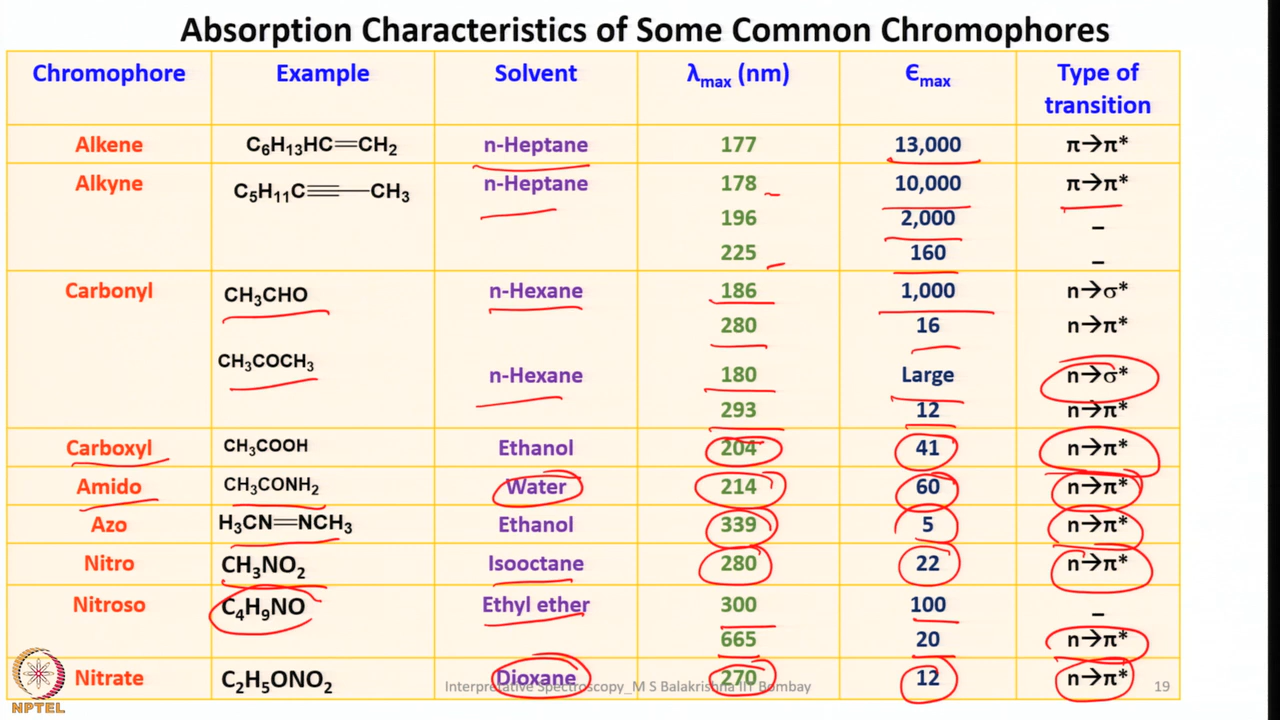 Absorption Characteristics of Some Common Chromophores
Chromophore Example Solvent λmax (nm) Єmax Type of transition
Alkene C6H13HC═CH2 n-Heptane 177 13,000 π→π*
Alkyne C5H11C≡—CH3 n-Heptane 178 10,000 π→π*
196 2,000 –
225 160 –
Carbonyl CH3CHO n-Hexane 186 1,000 n→σ*
280 16 n→π*
CH3COCH3 n-Hexane 180 Large n→σ*
293 12 n→π*
Carboxyl CH3COOH Ethanol 204 41 n→π*
Amido CH3CONH2 Water 214 60 n→π*
Azo H3CN═NCH3 Ethanol 339 5 n→π*
Nitro CH3NO2 Isooctane 280 22 n→π*
Nitroso C4H9NO Ethyl ether 300 100 –
665 20 n→π*
Nitrate C2H5ONO2 Dioxane 270 12 n→π*
Interpretative Spectroscopy_M S Balakrishna IIT Bombay 19
NPTEL